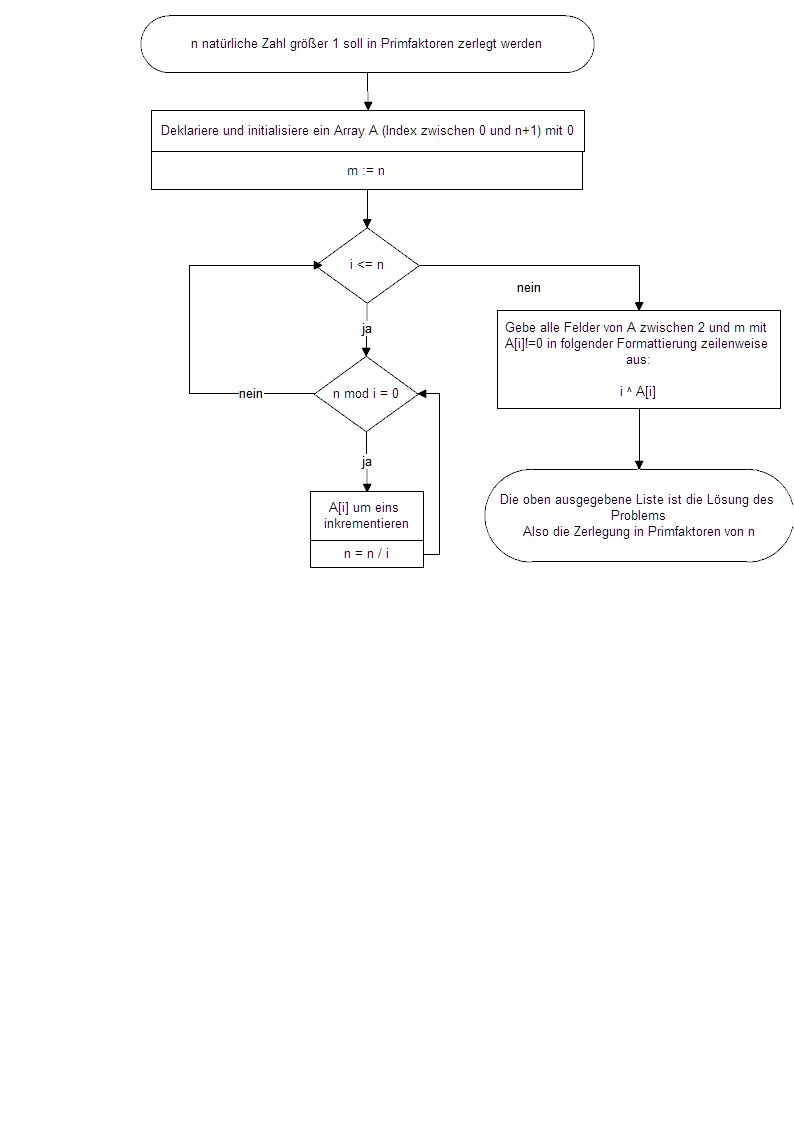 n natürliche Zahl größer 1 soll in Primfaktoren zerlegt werden
Deklariere und initialisiere ein Array A (Index zwischen 0 und n+1) mit 0
m := n
i <= n
nein
ja
Gebe alle Felder von A zwischen 2 und m mit
A[i]!=0 in folgender Formattierung zeilenweise
aus:
i ^ A[i]
nein
n mod i = 0
ja
A[i] um eins
inkrementieren
n = n / i
Die oben ausgegebene Liste ist die Lösung des
Problems
Also die Zerlegung in Primfaktoren von n